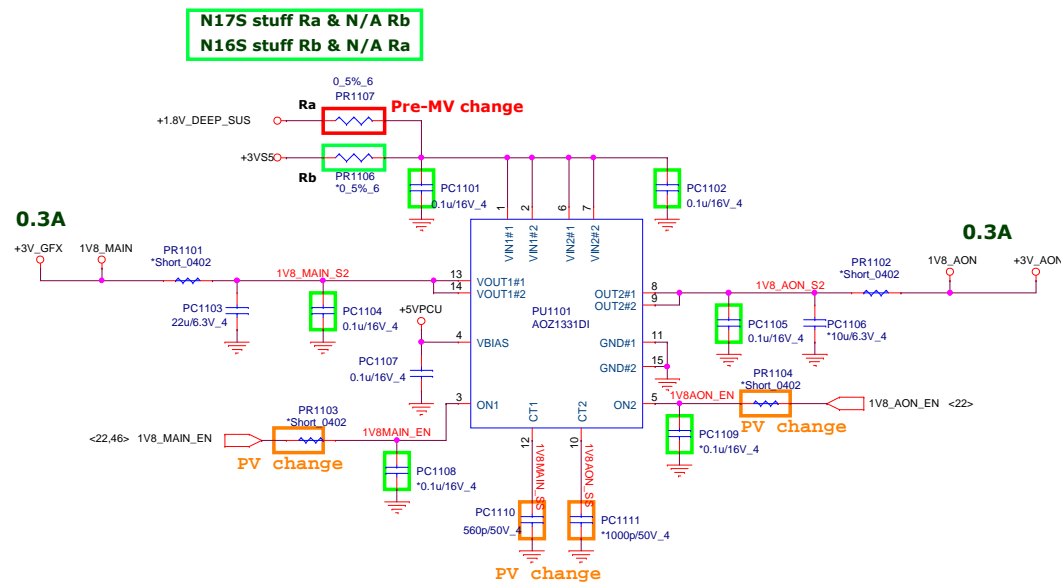 N17S stuff Ra & N/A Rb
N16S stuff Rb & N/A Ra
0_5%_6
PR1107
Ra
Pre-MV change
+1.8V_DEEP_SUS
+3VS5
Rb
PR1106
*0_5%_6
PC1101
0.1u/16V_4
PC1102
0.1u/16V_4
1
2
6
7
VIN1#1
VIN1#2
VIN2#1
VIN2#2
0.3A
+3V_GFX
1V8_MAIN
PR1101
*Short_0402
1V8_MAIN_S2
13
14
VOUT1#1
VOUT1#2
PC1103
22u/6.3V_4
PC1104
0.1u/16V_4
+5VPCU
4
VBIAS
PC1107
0.1u/16V_4
PU1101
AOZ1331DI
0.3A
PR1102
*Short_0402
1V8_AON
+3V_AON
1V8_AON_S2
8
9
OUT2#1
OUT2#2
PC1105
0.1u/16V_4
PC1106
*10u/6.3V_4
GND#1
11
GND#2
15
3
ON1
ON2
5
1V8AON_EN
PR1104
*Short_0402
1V8_AON_EN <22>
PV change
PC1109
*0.1u/16V_4
PR1103
*Short_0402
<22,46> 1V8_MAIN_EN
1V8MAIN_EN
PV change
PC1108
*0.1u/16V_4
CT1
CT2
12
10
1V8MAIN_SS
1V8AON_SS
PC1110
560p/50V_4
PC1111
*1000p/50V_4
PV change